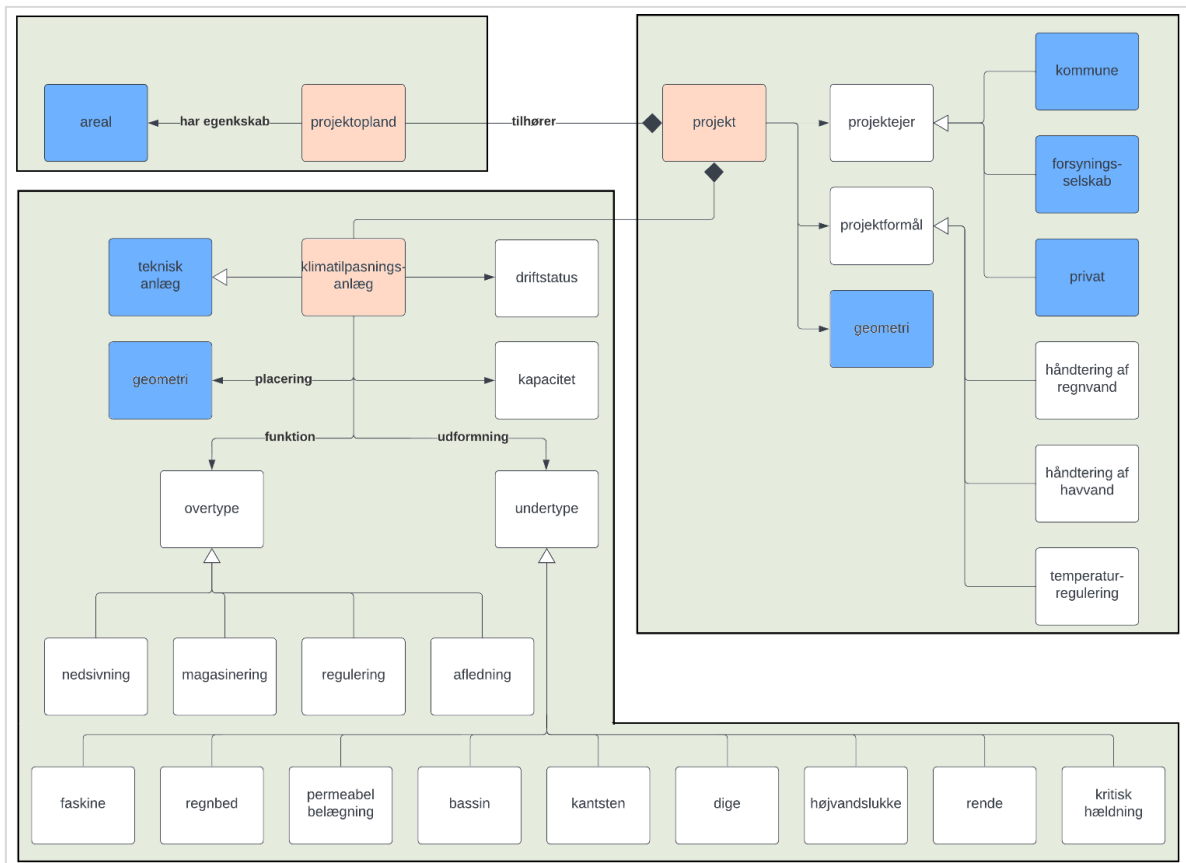 areal
har egenkskab
projektopland
tilhører
projekt
projektejer
kommune
forsynings-
selskab
projektformål
privat
geometri
håndtering af
regnvand
håndtering af
havvand
temperatur-
regulering
teknisk
anlæg
klimatilpasnings-
anlæg
driftstatus
geometri
placering
kapacitet
funktion
udformning
overtype
undertype
nedsivning
magasinering
regulering
afledning
faskine
regnbed
permeabel
belægning
bassin
kantsten
dige
højvandslukke
rende
kritisk
hældning